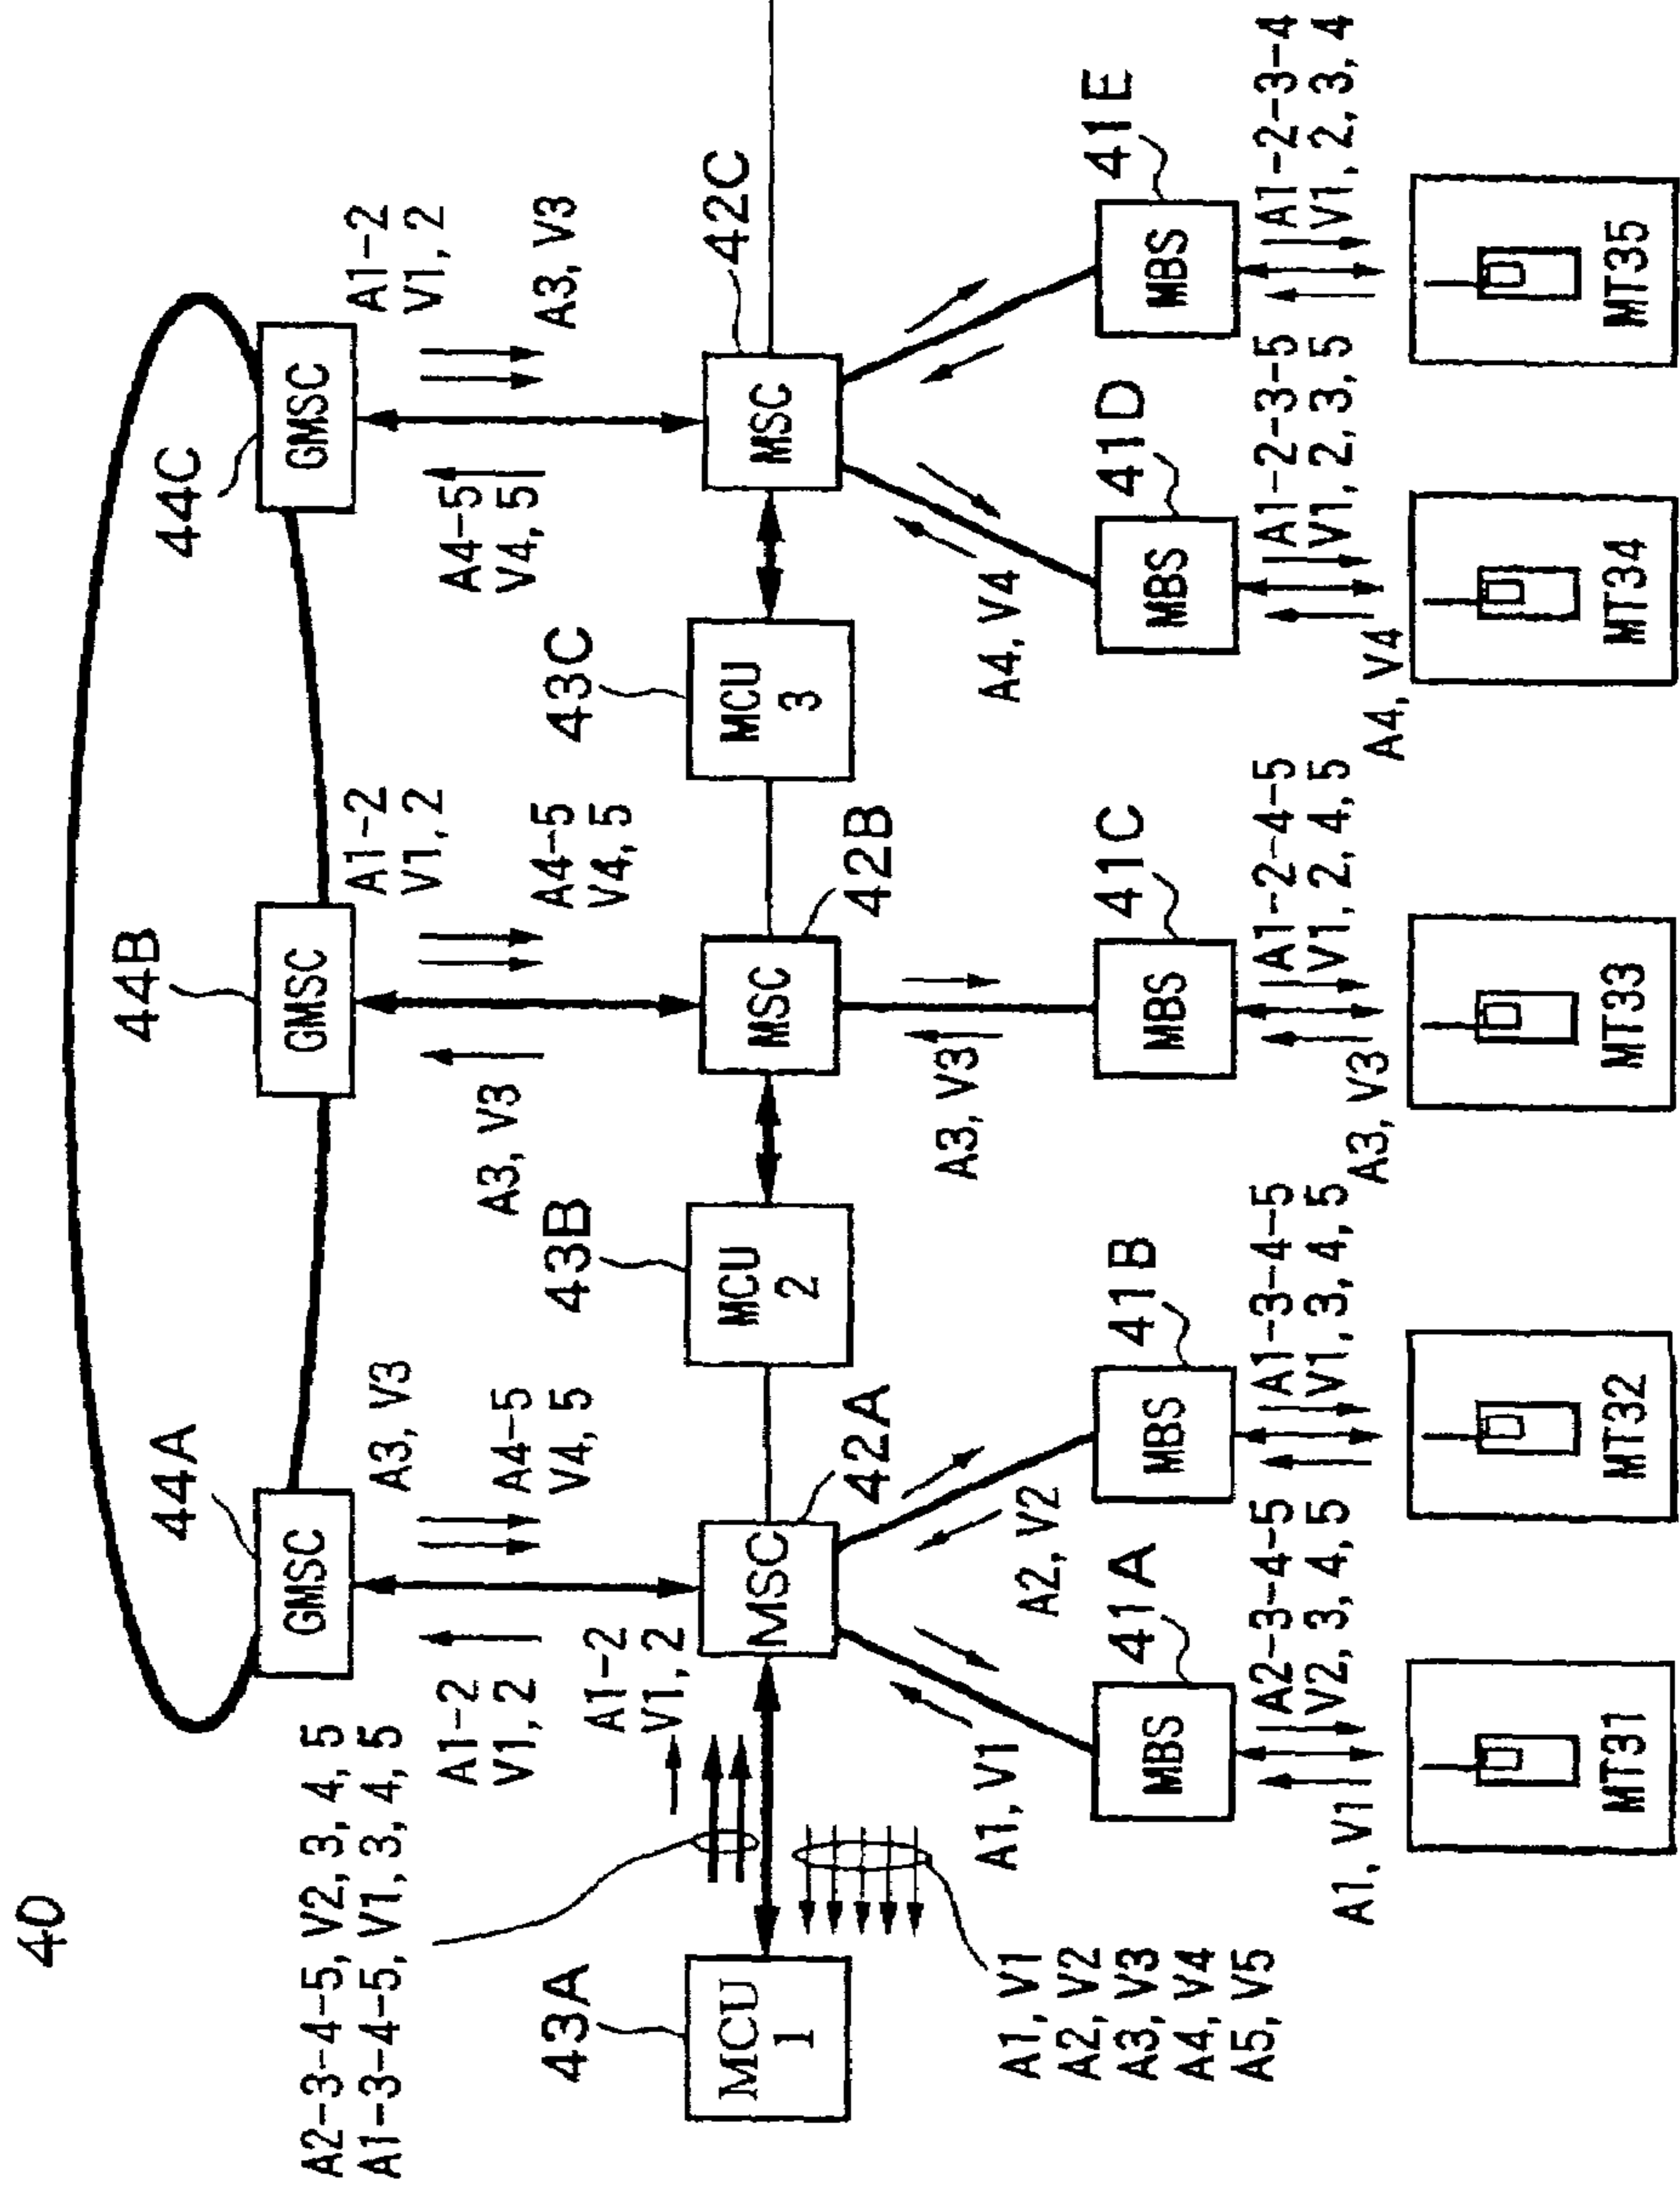 40
44A
44B
44C
GMSC
GMSC
GMSC
A2-3-4-5, V2, 3, 4, 5
A1-3-4-5, V1, 3, 4, 5
A3, V3
A1-2
V1, 2
A1-2
V1, 2
A1-2
V1, 2
A4-5
V4, 5
A3, V3
A4-5
V4, 5
A4-5
V4, 5
A3, V3
A1-2
V1, 2
43A
43B
43C
42C
MCU
1
MSC
MCU
2
MSC
MCU
3
MSC
42A
42B
A1, V1
A2, V2
A3, V3
A4, V4
A5, V5
A1, V1
A2, V2
A3, V3
A4, V4
41A
41B
41C
41D
41E
MBS
MBS
MBS
MBS
MBS
A2-3-4-5
V2, 3, 4, 5
A1-3-4-5
V1, 3, 4, 5
A1-2-4-5
V1, 2, 4, 5
A1-2-3-5
V1, 2, 3, 5
A1-2-3-4
V1, 2, 3, 4
A1, V1
A3, V3
A4, V4
MT31
MT32
MT33
MT34
MT35